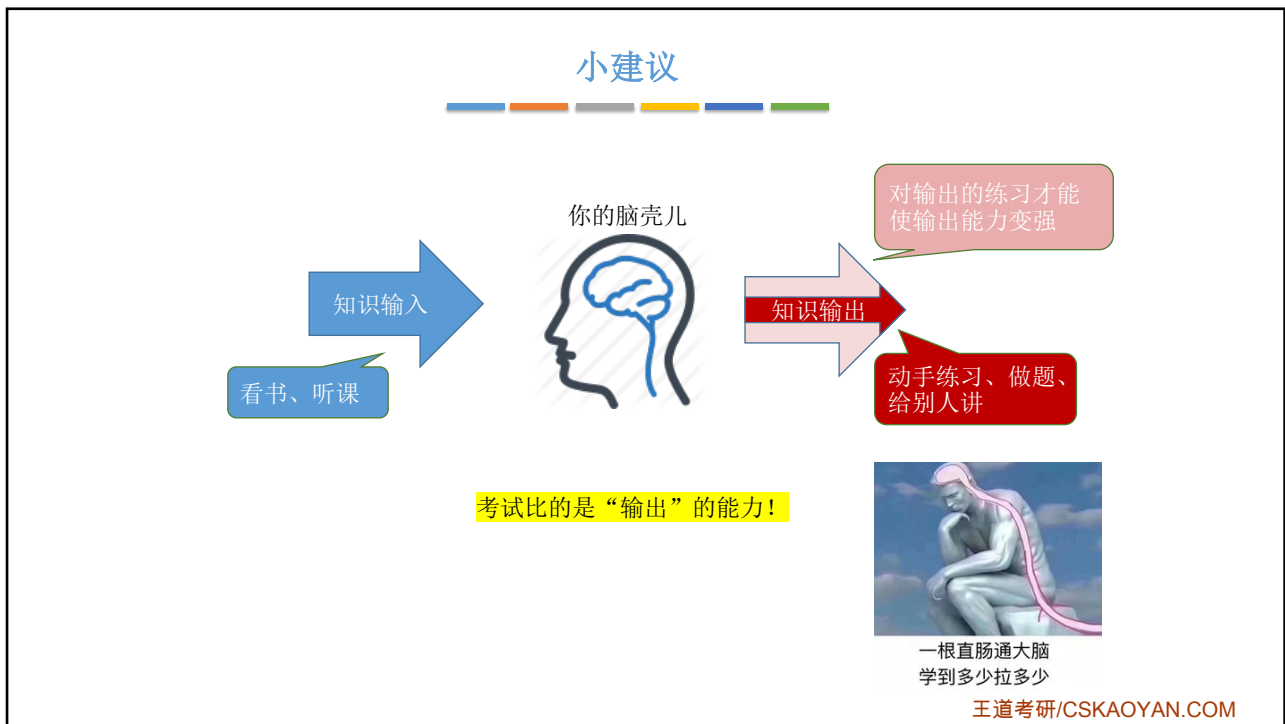 小建议
对输出的练习才能
使输出能力变强
你的脑壳儿
知识输入
知识输出
看书、听课
动手练习、做题、
给别人讲
考试比的是“输出”的能力！
一根直肠通大脑
学到多少拉多少
王道考研/CSKAOYAN.COM